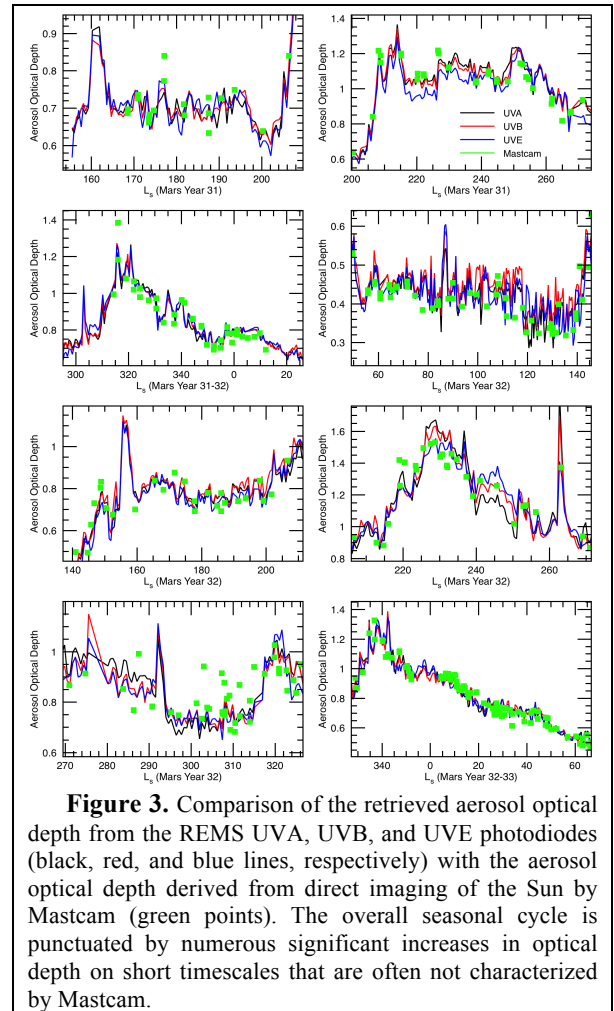 Aerosol Optical Depth
0.9
0.8
0.7
0.6
160 170 180 190 200
Ls (Mars Year 31)
Aerosol Optical Depth
1.4
1.2
1
0.8
0.6
UVA
UVB
UVE
Mastcam
200 220 240 260
Ls (Mars Year 31)
Aerosol Optical Depth
1.4
1.2
1
0.8
300 320 340 0 20
Ls (Mars Year 31-32)
Aerosol Optical Depth
0.6
0.5
0.4
0.3
60 80 100 120 140
Ls (Mars Year 32)
Aerosol Optical Depth
1
0.8
0.6
140 160 180 200
Ls (Mars Year 32)
Aerosol Optical Depth
1.6
1.4
1.2
1
0.8
220 240 260
Ls (Mars Year 32)
Aerosol Optical Depth
1.2
1
0.8
0.6
270 280 290 300 310 320
Ls (Mars Year 32)
Aerosol Optical Depth
1.4
1.2
1
0.8
0.6
340 0 20 40 60
Ls (Mars Year 32-33)
Figure 3. Comparison of the retrieved aerosol optical
depth from the REMS UVA, UVB, and UVE photodiodes
(black, red, and blue lines, respectively) with the aerosol
optical depth derived from direct imaging of the Sun by
Mastcam (green points). The overall seasonal cycle is
punctuated by numerous significant increases in optical
depth on short timescales that are often not characterized
by Mastcam.